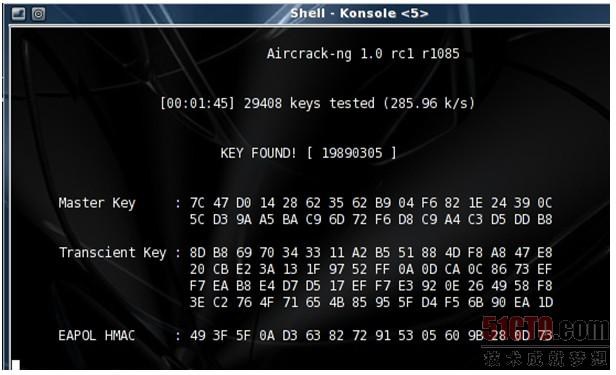 Shell - Konsole <5>
Aircrack-ng 1.0 rc1 r1085
[00:01:45] 29408 keys tested (285.96 k/s)
KEY FOUND! [ 19890305 ]
Master Key : 7C 47 D0 14 28 62 35 62 B9 04 F6 82 1E 24 39 0C
5C D3 9A A5 BA C9 6D 72 F6 D8 C9 A4 C3 D5 DD B8
Transcient Key : 8D B8 69 70 34 33 11 A2 B5 51 88 4D F8 A8 47 E8
20 CB E2 3A 13 1F 97 52 FF 0A 0D CA 0C 86 73 EF
F7 EA B8 E4 D7 D5 17 EF F7 E3 92 0E 26 49 58 F8
3E C2 76 4F 71 65 4B 85 95 5F D4 F5 6B 90 EA 1D
EAPOL HMAC : 49 3F 5F 0A D3 63 82 72 91 53 05 60 9B 28 0D 73
51CTO.com
技术成就梦想